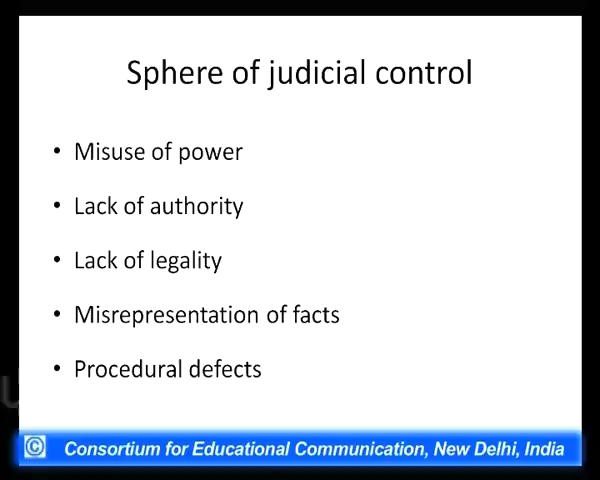 Sphere of judicial control
• Misuse of power
• Lack of authority
• Lack of legality
• Misrepresentation of facts
• Procedural defects
© Consortium for Educational Communication, New Delhi, India